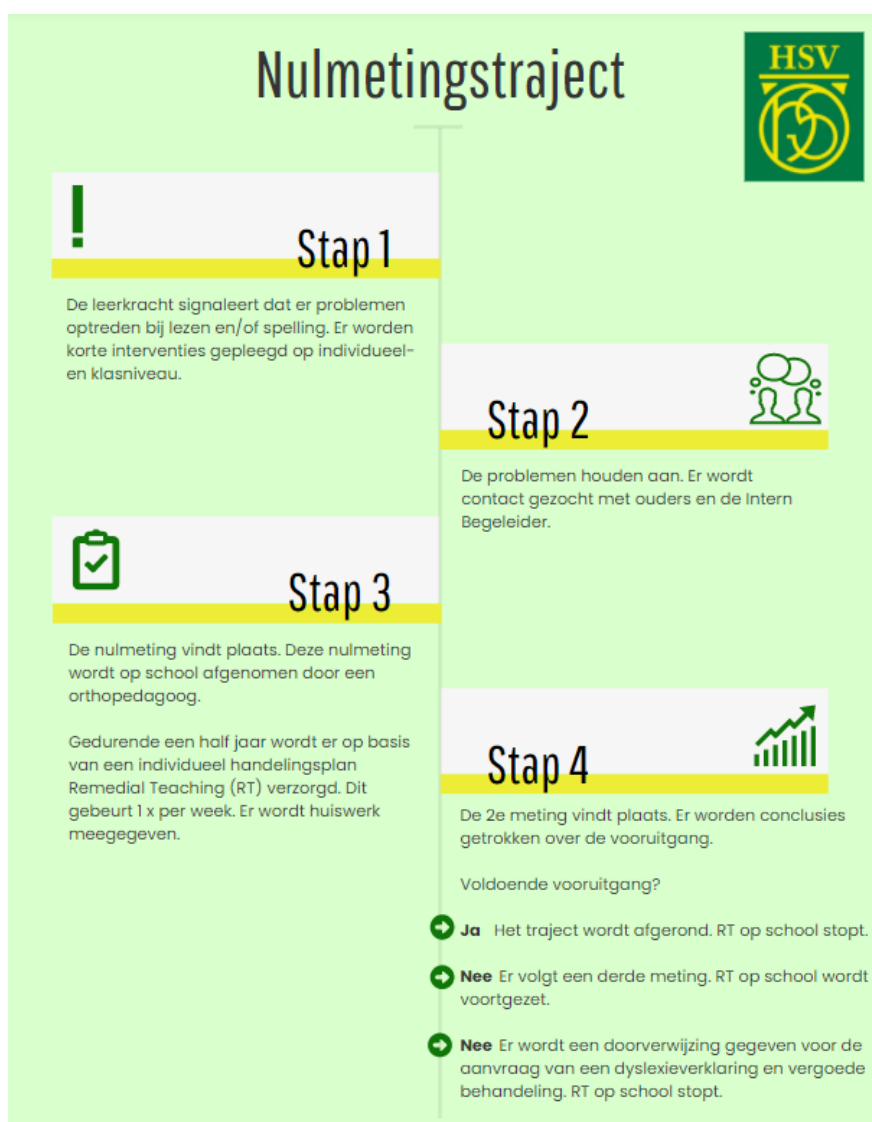 Nulmetingstraject
HSV
Stap 1
De leerkracht signaleert dat er problemen
optreden bij lezen en/of spelling. Er worden
korte interventies gepleegd op individueel-
en klasniveau.
Stap 2
De problemen houden aan. Er wordt
contact gezocht met ouders en de Intern
Begeleider.
Stap 3
De nulmeting vindt plaats. Deze nulmeting
wordt op school afgenomen door een
orthopedagoog.
Gedurende een half jaar wordt er op basis
van een individueel handelingsplan
Remedial Teaching (RT) verzorgd. Dit
gebeurt 1 x per week. Er wordt huiswerk
meegegeven.
Stap 4
De 2e meting vindt plaats. Er worden conclusies
getrokken over de vooruitgang.
Voldoende vooruitgang?
Ja Het traject wordt afgerond. RT op school stopt.
Nee Er volgt een derde meting. RT op school wordt
voortgezet.
Nee Er wordt een doorverwijzing gegeven voor de
aanvraag van een dyslexieverklaring en vergoede
behandeling. RT op school stopt.